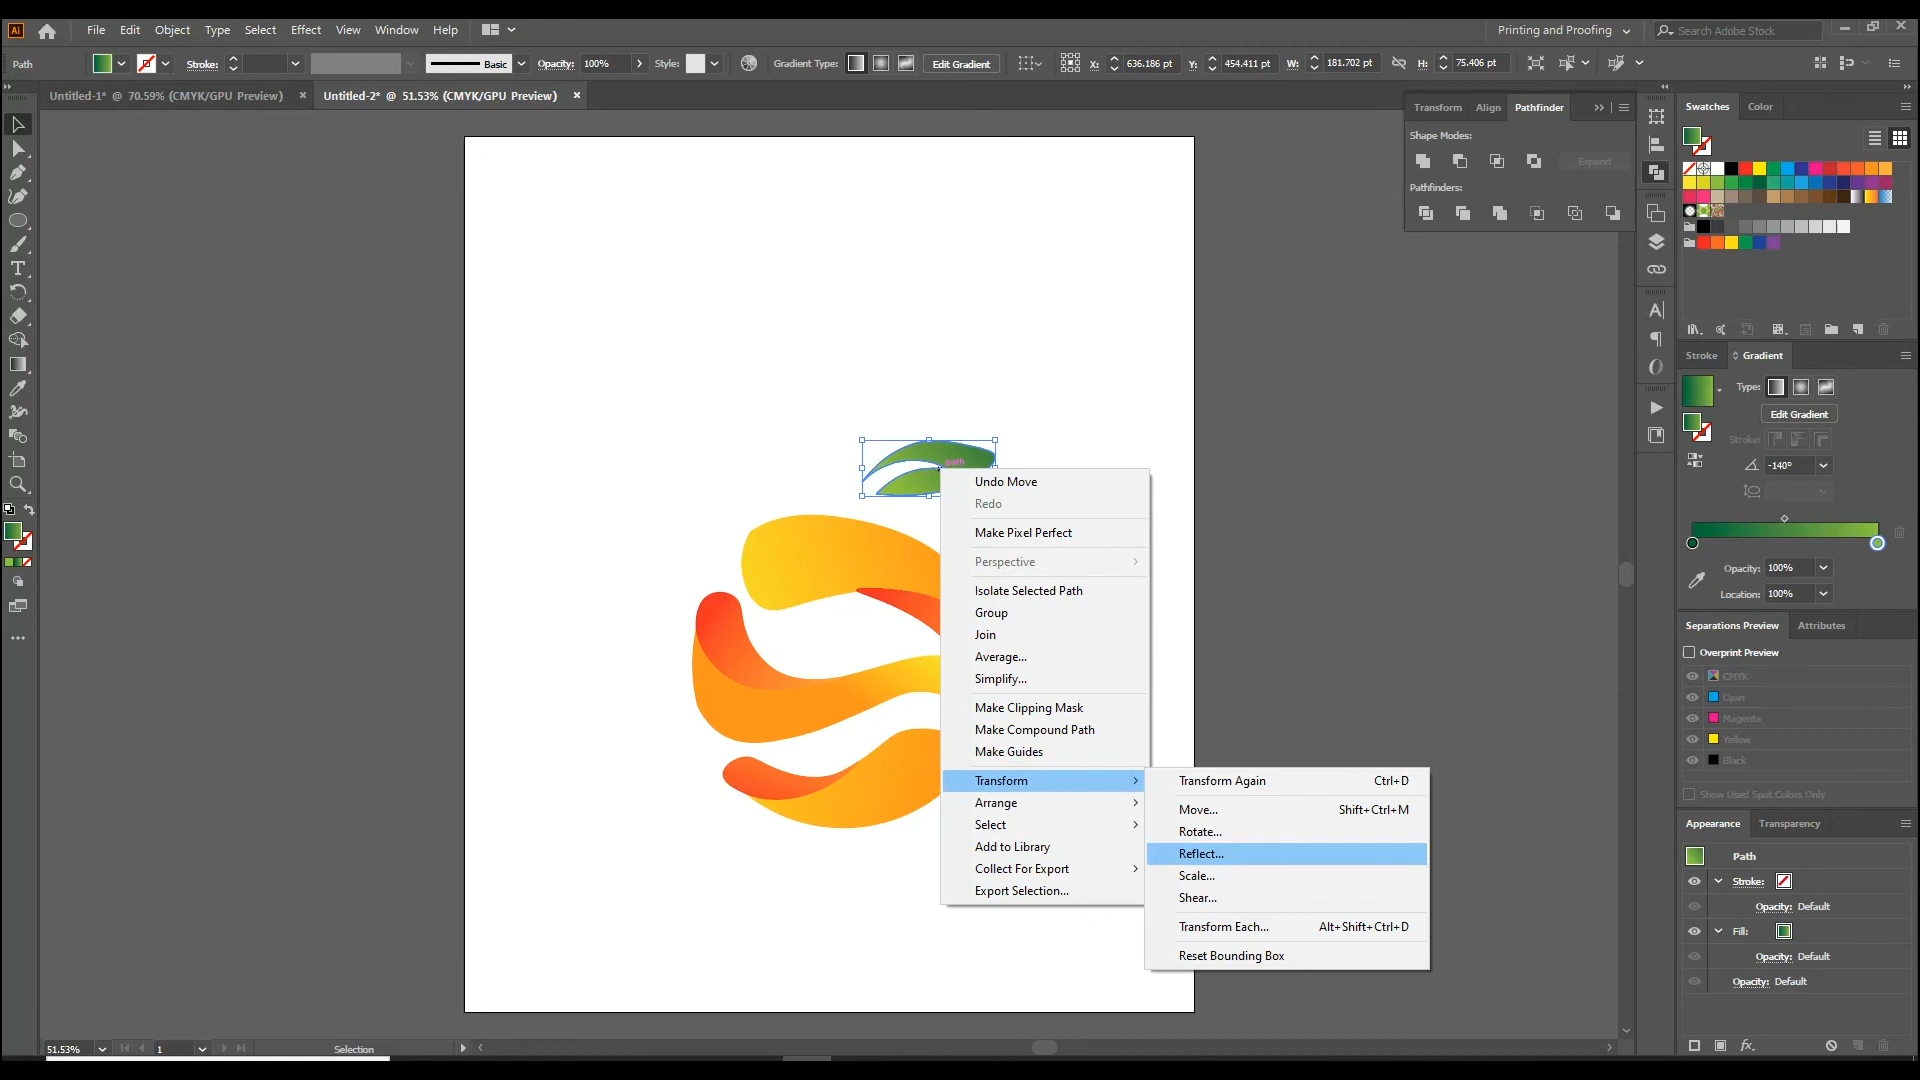 Ai File Edit Object Type Select Effect View Window Help Printing and Proofing Search Adobe Stock
Path Stroke: Basic Opacity: 100% Style: Gradient Type: Edit Gradient X: 636.186 pt Y: 454.411 pt W: 181.702 pt H: 75.406 pt
Untitled-1* @ 70.59% (CMYK/GPU Preview) × Untitled-2* @ 51.53% (CMYK/GPU Preview) ×
Transform Align Pathfinder
Shape Modes:
Expand
Pathfinders:
Swatches Color
Stroke Gradient
Type:
Edit Gradient
Stroke:
-140°
Opacity: 100%
Location: 100%
Separations Preview Attributes
Overprint Preview
CMYK
Cyan
Magenta
Yellow
Black
Show Used Spot Colors Only
Appearance Transparency
Path
Stroke:
Opacity: Default
Fill:
Opacity: Default
Opacity: Default
fx.
path
Undo Move
Redo
Make Pixel Perfect
Perspective
Isolate Selected Path
Group
Join
Average...
Simplify...
Make Clipping Mask
Make Compound Path
Make Guides
Transform
Arrange
Select
Add to Library
Collect For Export
Export Selection...
Transform Again Ctrl+D
Move... Shift+Ctrl+M
Rotate...
Reflect...
Scale...
Shear...
Transform Each... Alt+Shift+Ctrl+D
Reset Bounding Box
51.53% 1 Selection